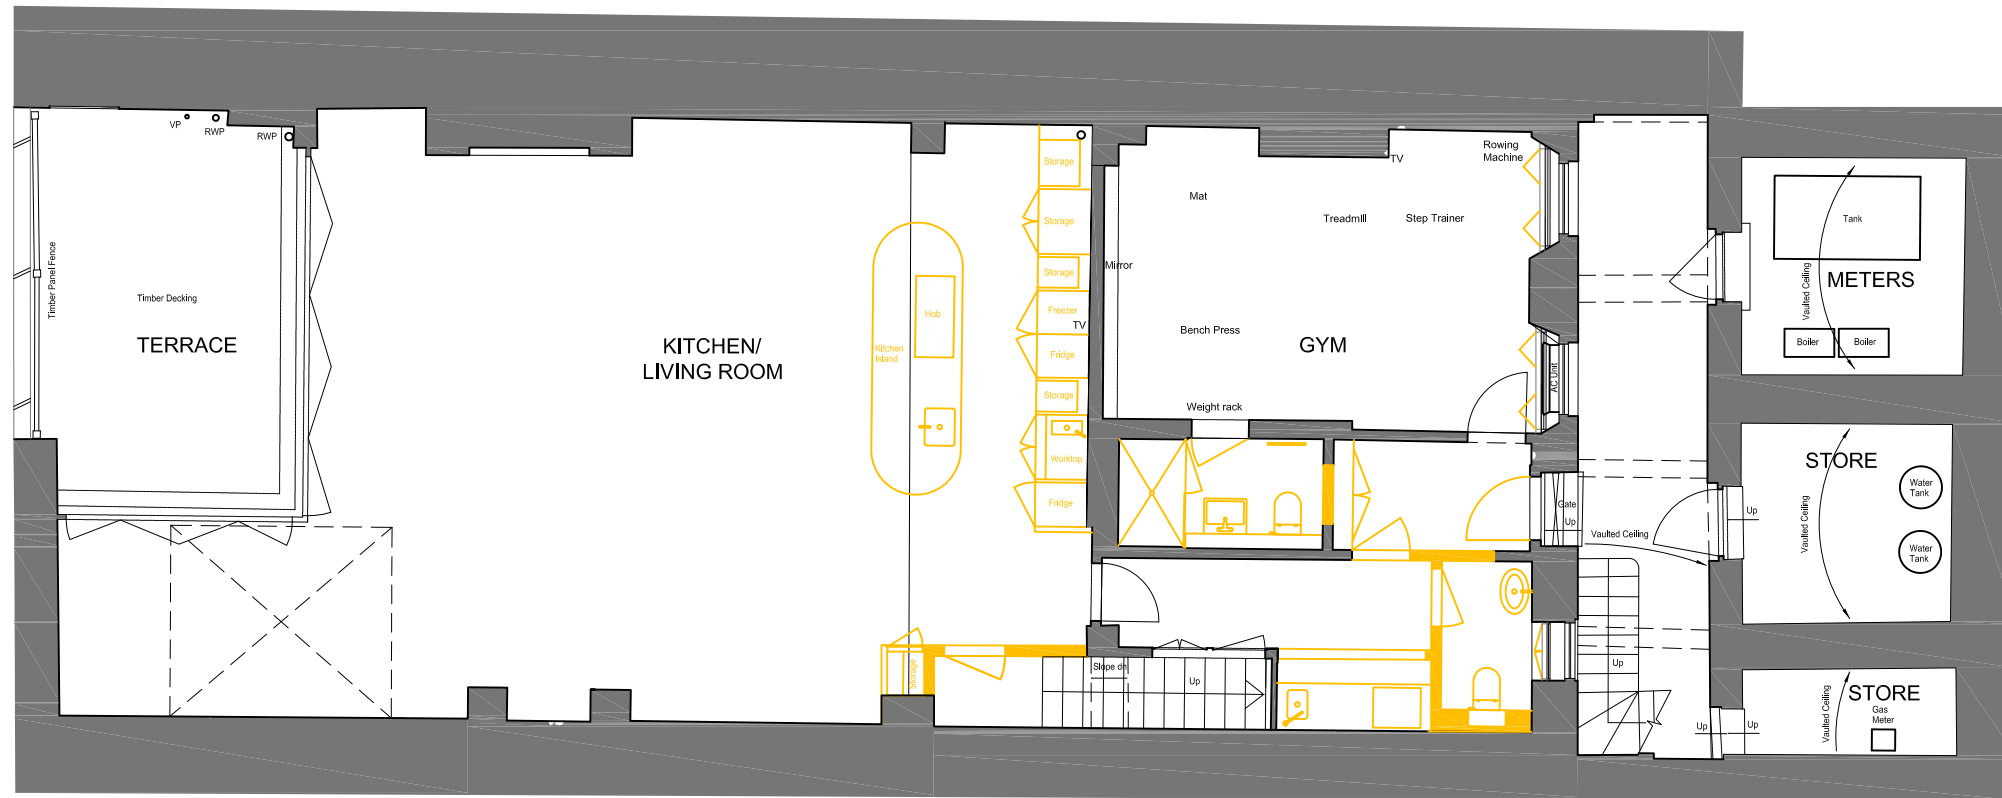 VP
RWP
RWP
Timber Panel Fence
Timber Decking
TERRACE
KITCHEN/
LIVING ROOM
Kitchen
Island
Hob
Storage
Storage
Storage
Freezer
TV
Fridge
Storage
Worktop
Fridge
Storage
Slope dn
Up
Mirror
Mat
Bench Press
Weight rack
Treadmill
Step Trainer
TV
Rowing
Machine
GYM
AC Unit
Gate
Up
Vaulted Ceiling
Up
Tank
Vaulted Ceiling
METERS
Boiler
Boiler
STORE
Vaulted Ceiling
Water
Tank
Water
Tank
Up
Up
Up
Vaulted Ceiling
STORE
Gas
Meter